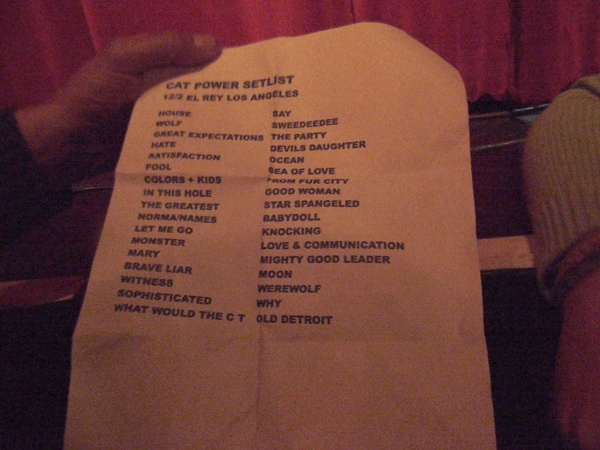 CAT POWER SETLIST
12/2 EL REY LOS ANGELES
HOUSE
WOLF
GREAT EXPECTATIONS
HATE
SATISFACTION
FOOL
COLORS + KIDS
IN THIS HOLE
THE GREATEST
NORMA/NAMES
LET ME GO
MONSTER
MARY
BRAVE LIAR
WITNESS
SOPHISTICATED
WHAT WOULD THE C T
SAY
SWEEDEEDEE
THE PARTY
DEVILS DAUGHTER
OCEAN
SEA OF LOVE
FROM FUR CITY
GOOD WOMAN
STAR SPANGELED
BABYDOLL
KNOCKING
LOVE & COMMUNICATION
MIGHTY GOOD LEADER
MOON
WEREWOLF
WHY
OLD DETROIT